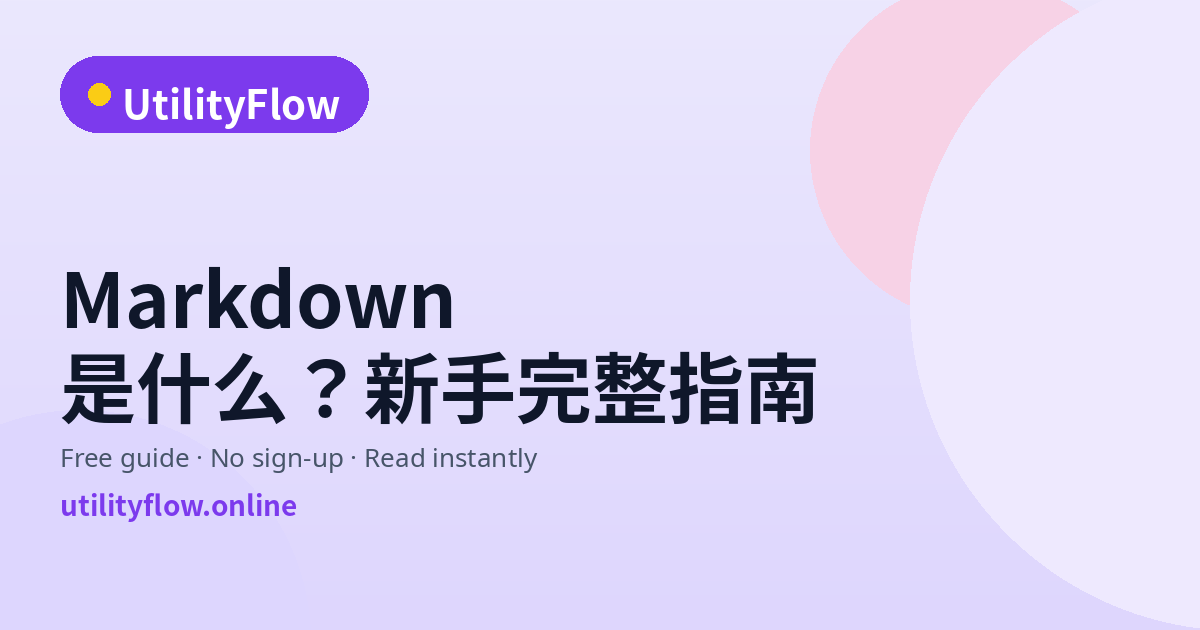 UtilityFlow
Markdown
是什么？新手完整指南
Free guide · No sign-up · Read instantly
utilityflow.online